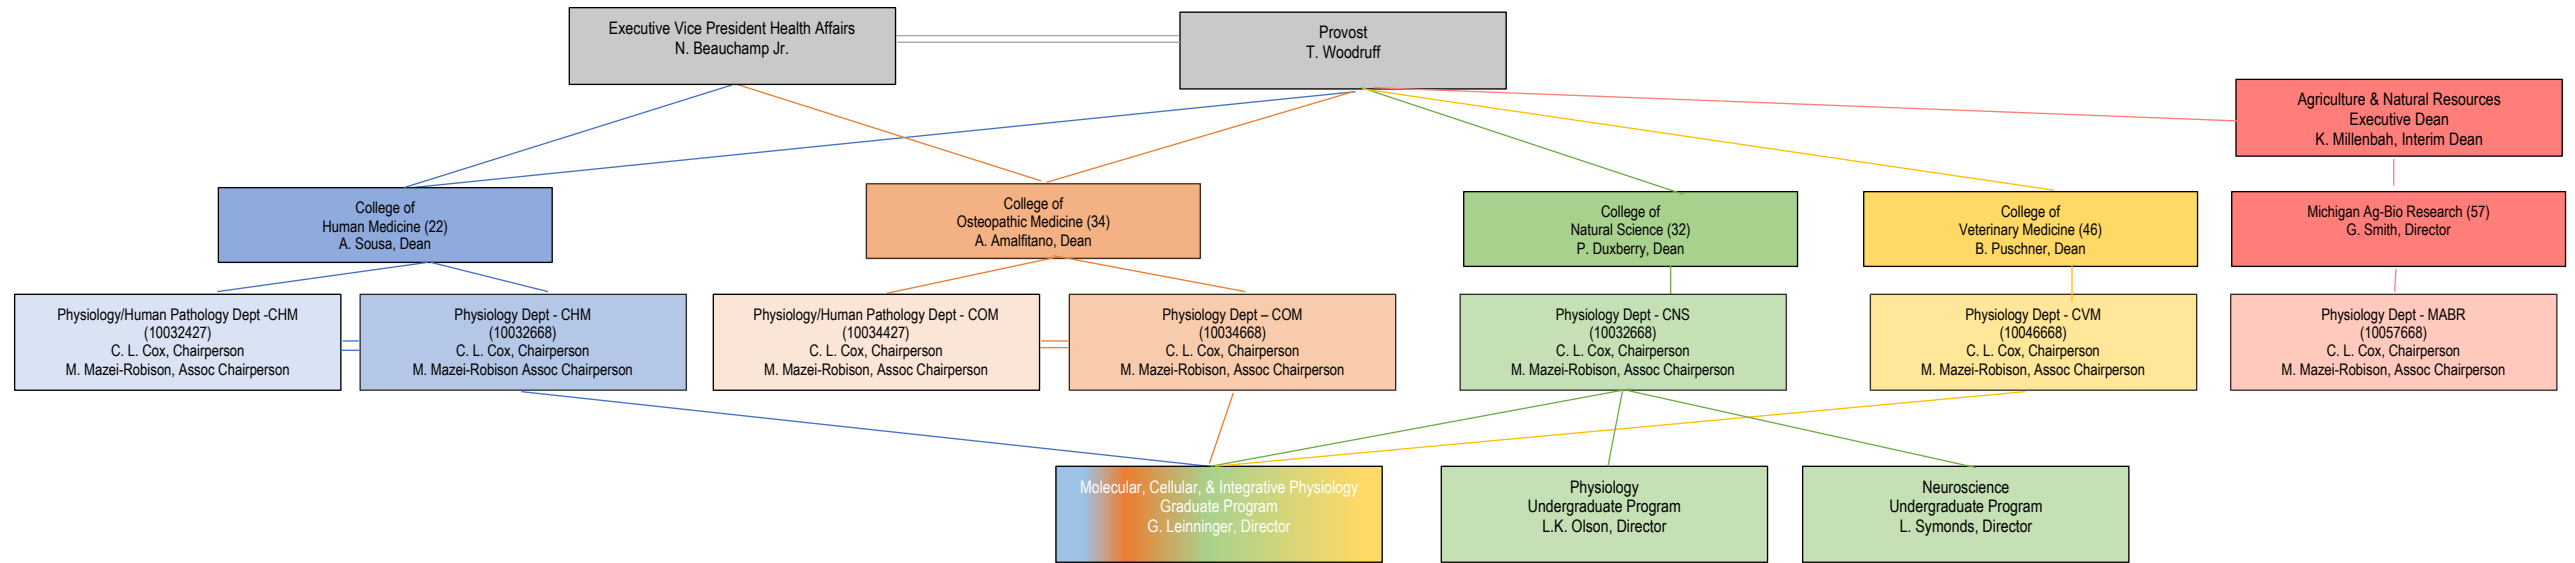 Executive Vice President Health Affairs
N. Beauchamp Jr.
Provost
T. Woodruff
Agriculture & Natural Resources
Executive Dean
K. Millenbah, Interim Dean
College of
Human Medicine (22)
A. Sousa, Dean
College of
Osteopathic Medicine (34)
A. Amalfitano, Dean
College of
Natural Science (32)
P. Duxberry, Dean
College of
Veterinary Medicine (46)
B. Puschner, Dean
Michigan Ag-Bio Research (57)
G. Smith, Director
Physiology/Human Pathology Dept -CHM
(10032427)
C. L. Cox, Chairperson
M. Mazei-Robison, Assoc Chairperson
Physiology Dept - CHM
(10032668)
C. L. Cox, Chairperson
M. Mazei-Robison Assoc Chairperson
Physiology/Human Pathology Dept - COM
(10034427)
C. L. Cox, Chairperson
M. Mazei-Robison, Assoc Chairperson
Physiology Dept – COM
(10034668)
C. L. Cox, Chairperson
M. Mazei-Robison, Assoc Chairperson
Physiology Dept - CNS
(10032668)
C. L. Cox, Chairperson
M. Mazei-Robison, Assoc Chairperson
Physiology Dept - CVM
(10046668)
C. L. Cox, Chairperson
M. Mazei-Robison, Assoc Chairperson
Physiology Dept - MABR
(10057668)
C. L. Cox, Chairperson
M. Mazei-Robison, Assoc Chairperson
Molecular, Cellular, & Integrative Physiology
Graduate Program
G. Leinninger, Director
Physiology
Undergraduate Program
L.K. Olson, Director
Neuroscience
Undergraduate Program
L. Symonds, Director